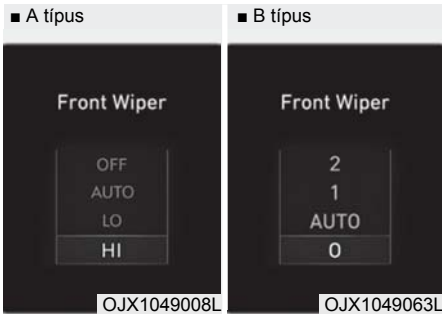 ■ A típus
Front Wiper
OFF
AUTO
LO
HI
OJX1049008L
■ B típus
Front Wiper
2
1
AUTO
0
OJX1049063L